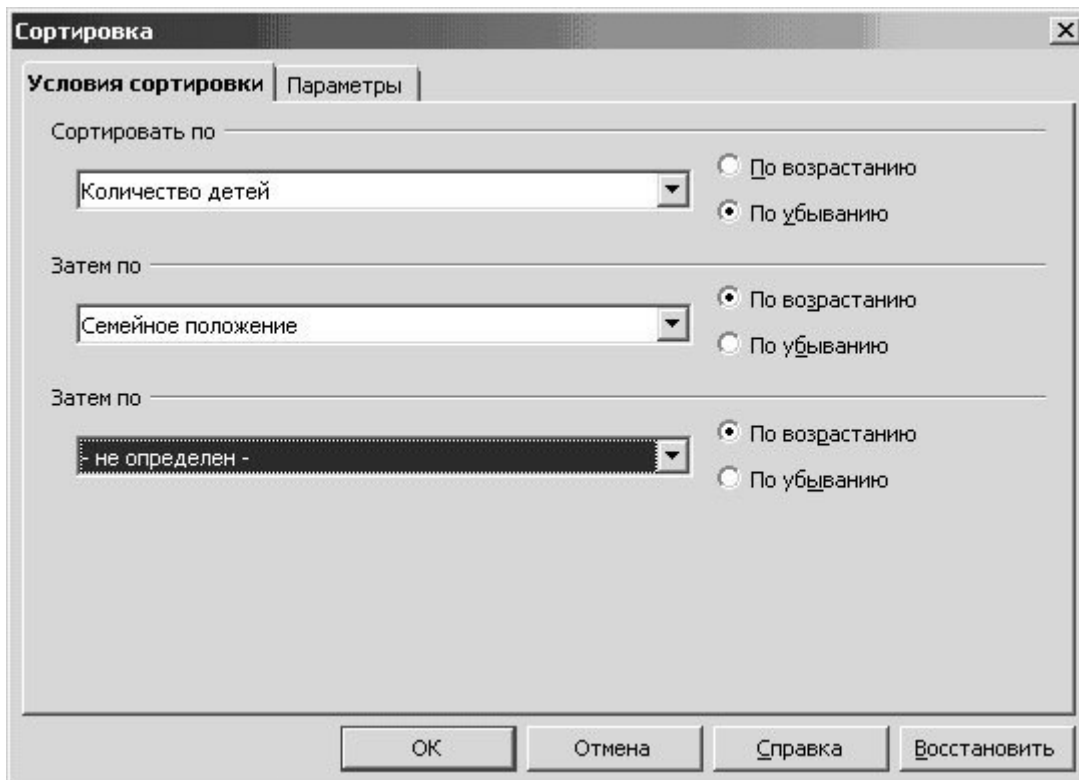 Сортировка
Условия сортировки Параметры
Сортировать по
Количество детей
По возрастанию
По убыванию
Затем по
Семейное положение
По возрастанию
По убыванию
Затем по
- не определен -
По возрастанию
По убыванию
ОК Отмена Справка Восстановить